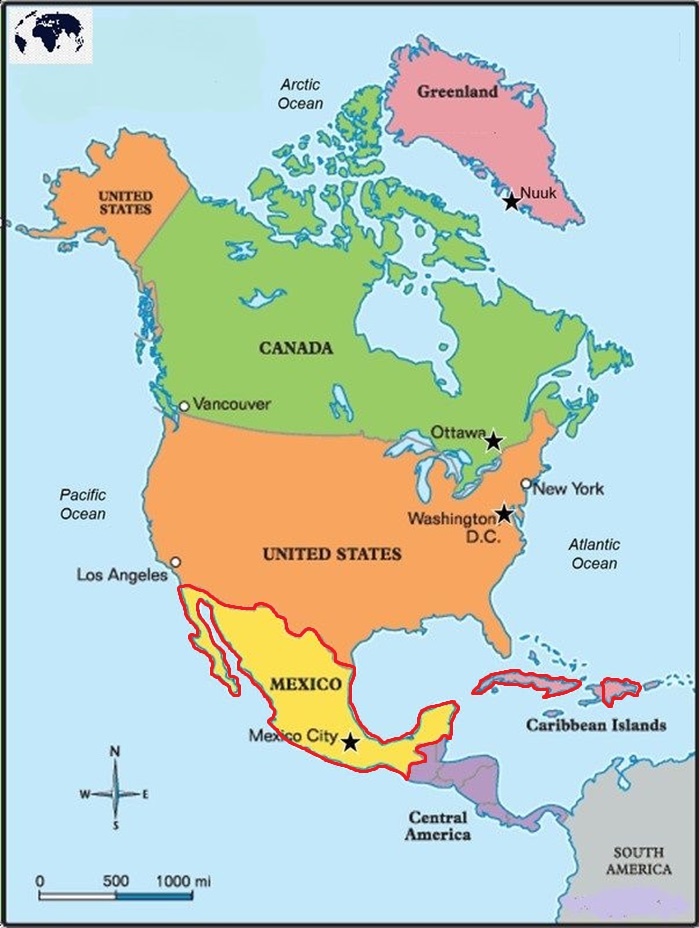 Arctic
Ocean
Greenland
Nuuk
UNITED
STATES
CANADA
Vancouver
Ottawa
Pacific
Ocean
New York
Washington
D.C.
UNITED STATES
Atlantic
Ocean
Los Angeles
MEXICO
Mexico City
Caribbean Islands
N
W
E
S
Central
America
SOUTH
AMERICA
0
500
1000 mi